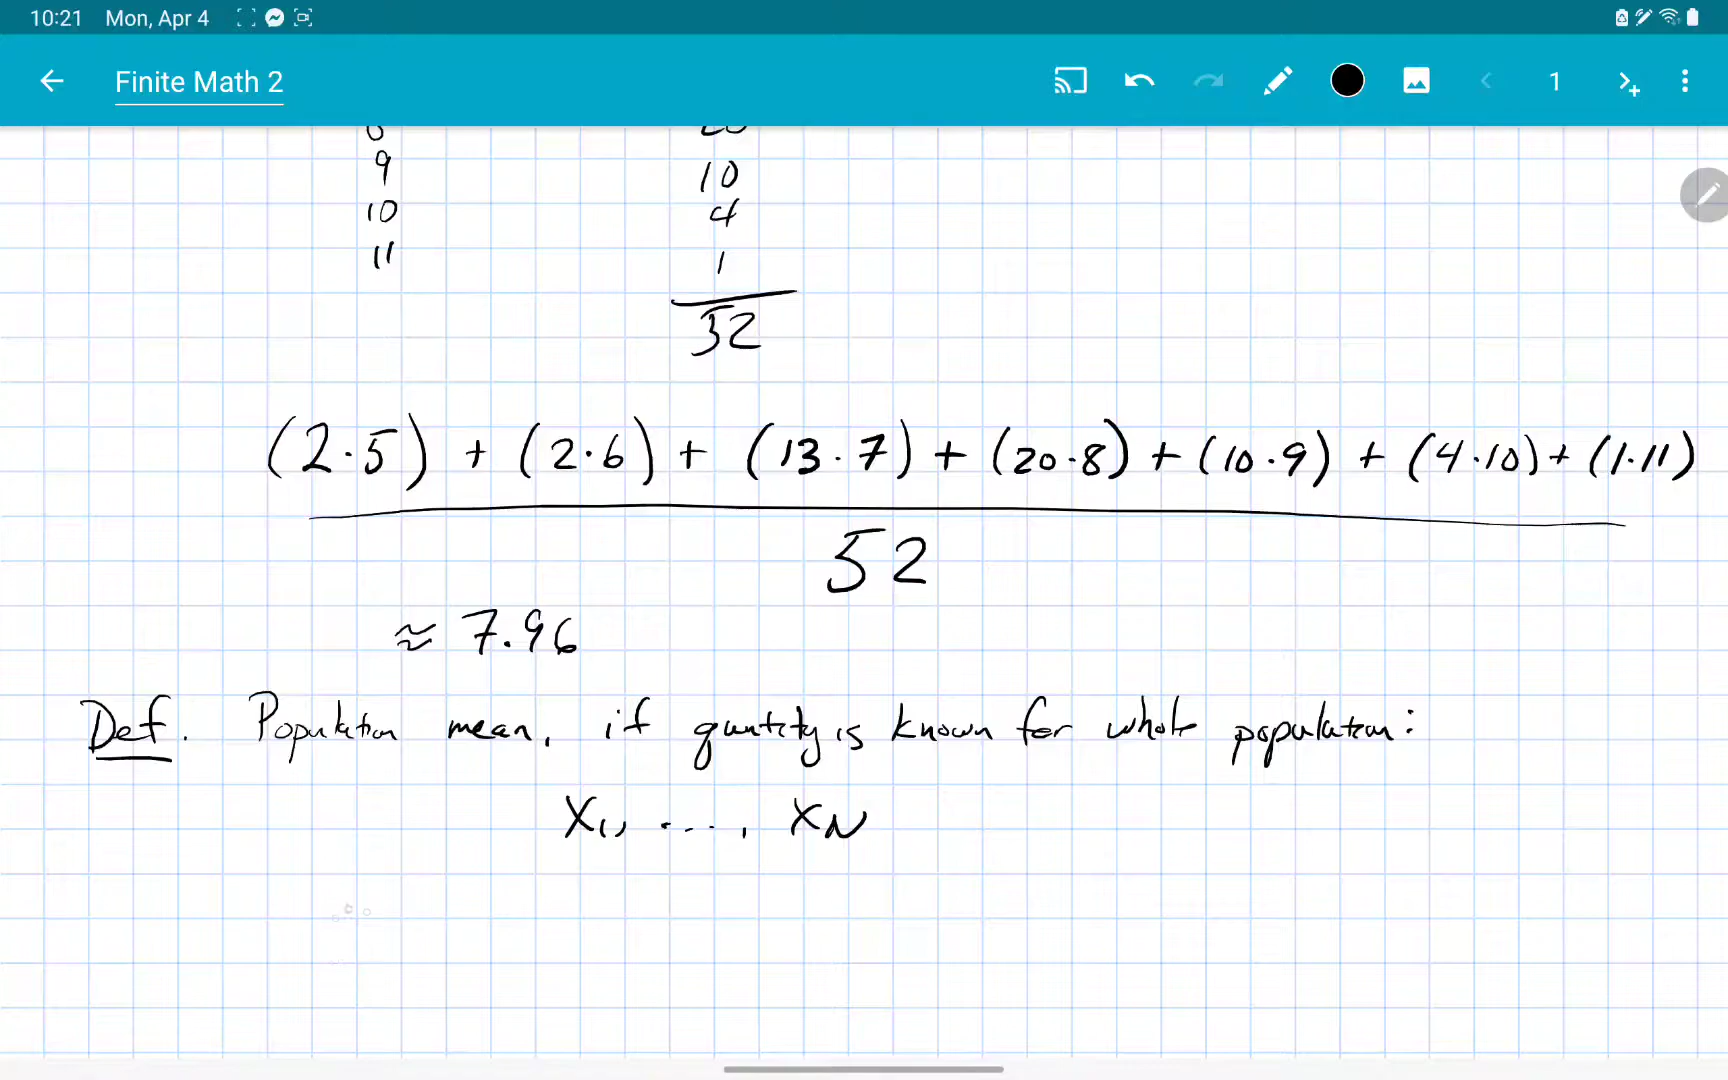 10:21 Mon, Apr 4
Finite Math 2 1
9 10
10 4
11 1
52
(2·5) + (2·6) + (13·7) + (20·8) + (10·9) + (4·10) + (1·11)
52
≈ 7.96
Def. Population mean, if quantity is known for whole population:
X₁, ..., X_N